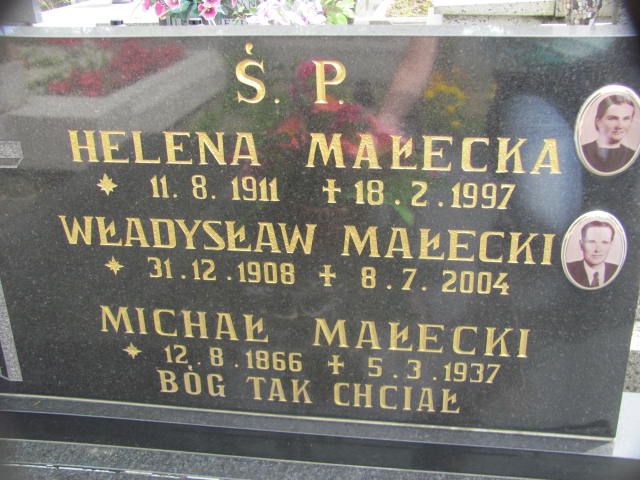 Ś. P.
HELENA MAŁECKA
* 11.8.1911 + 18.2.1997
WŁADYSŁAW MAŁECKI
* 31.12.1908 + 8.7.2004
MICHAŁ MAŁECKI
* 12.8.1866 + 5.3.1937
BÓG TAK CHCIAŁ